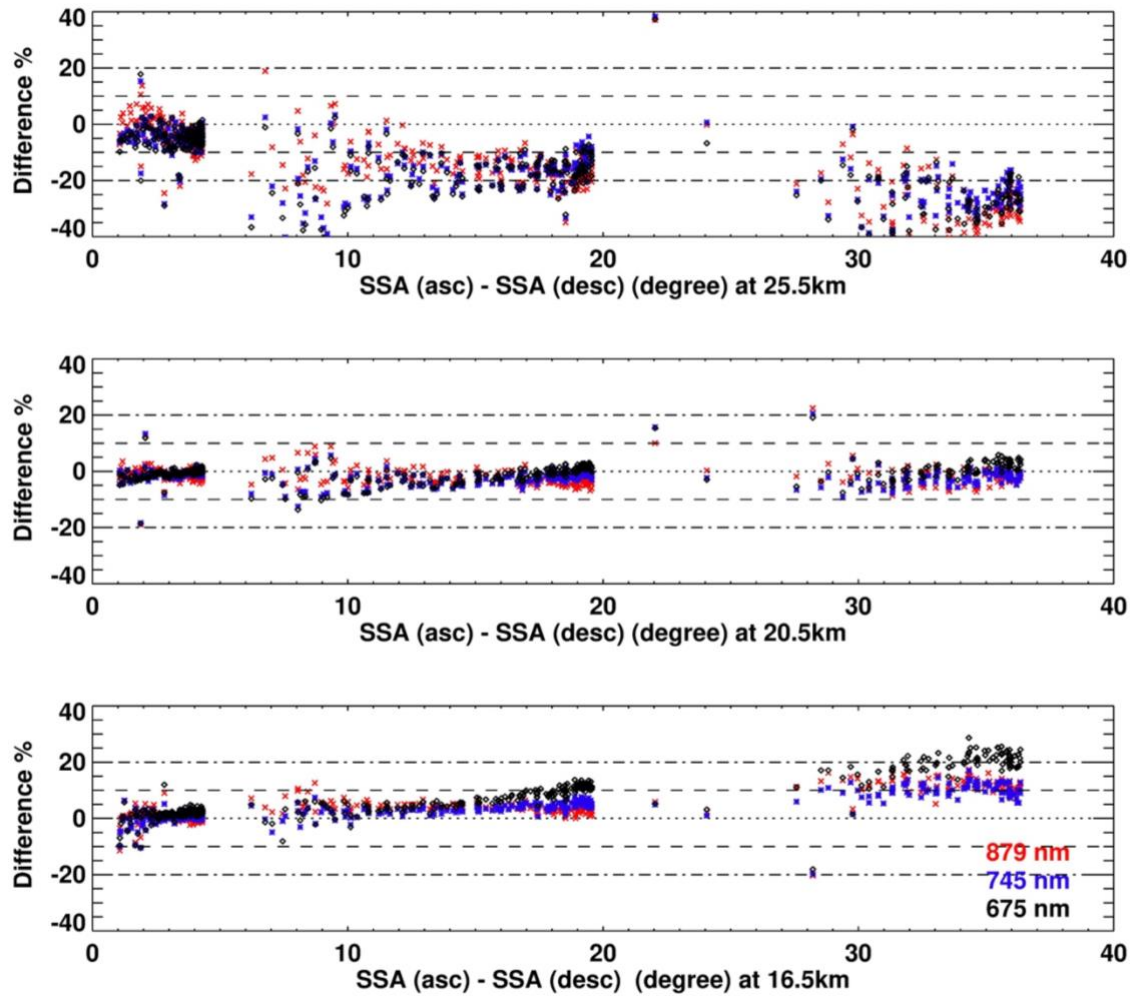 Difference %
40
20
0
-20
-40
0 10 20 30 40
SSA (asc) - SSA (desc) (degree) at 25.5km
Difference %
40
20
0
-20
-40
0 10 20 30 40
SSA (asc) - SSA (desc) (degree) at 20.5km
Difference %
40
20
0
-20
-40
879 nm
745 nm
675 nm
0 10 20 30 40
SSA (asc) - SSA (desc) (degree) at 16.5km